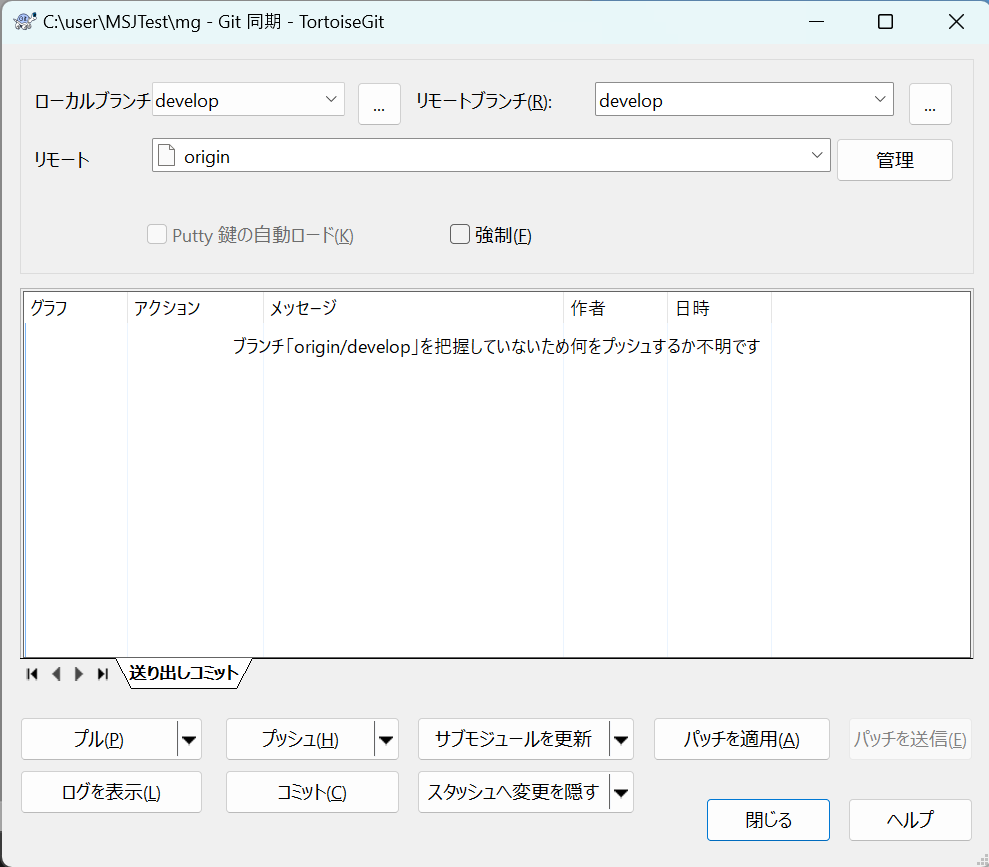 C:\user\MSJTest\mg - Git 同期 - TortoiseGit
ローカルブランチ develop ... リモートブランチ(R): develop ...
リモート origin 管理
Putty 鍵の自動ロード(K) 強制(F)
グラフ アクション メッセージ 作者 日時
ブランチ「origin/develop」を把握していないため何をプッシュするか不明です
送り出しコミット
プル(P) プッシュ(H) サブモジュールを更新 パッチを適用(A) パッチを送信(E)
ログを表示(L) コミット(C) スタッシュへ変更を隠す
閉じる ヘルプ